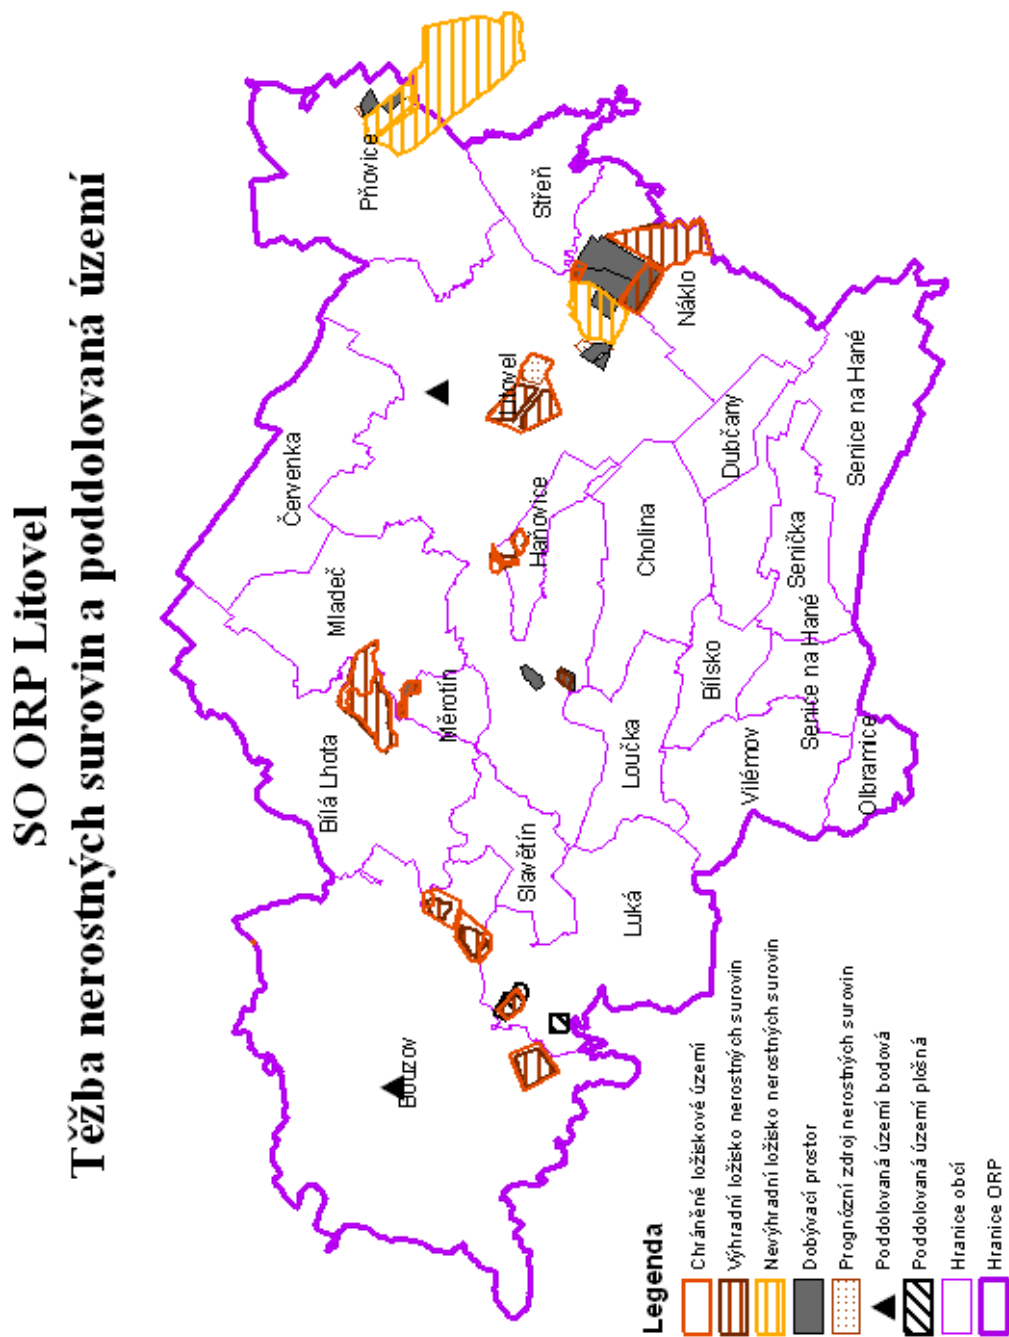 SO ORP Litovel
Těžba nerostných surovin a poddolovaná území
Pňovice
Střeň
Náklo
Litovel
Červenka
Mladeč
Haňovice
Cholina
Dubčany
Senice na Hané
Senička
Senice na Hané
Bílsko
Měrotín
Bílá Lhota
Loučka
Vilémov
Olbramice
Slavětín
Luká
Bouzov
Legenda
Chráněné ložiskové území
Výhradní ložisko nerostných surovin
Nevýhradní ložisko nerostných surovin
Dobývací prostor
Prognózní zdroj nerostných surovin
Poddolovaná území bodová
Poddolovaná území plošná
Hranice obcí
Hranice ORP